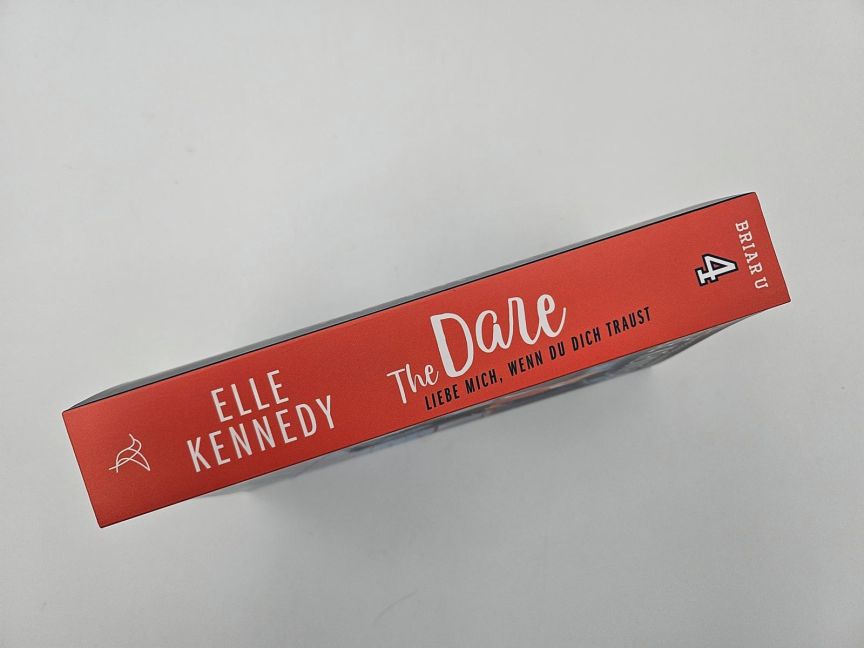 ELLE
KENNEDY
The Dare
LIEBE MICH, WENN DU DICH TRAUST
4
BRIAR U